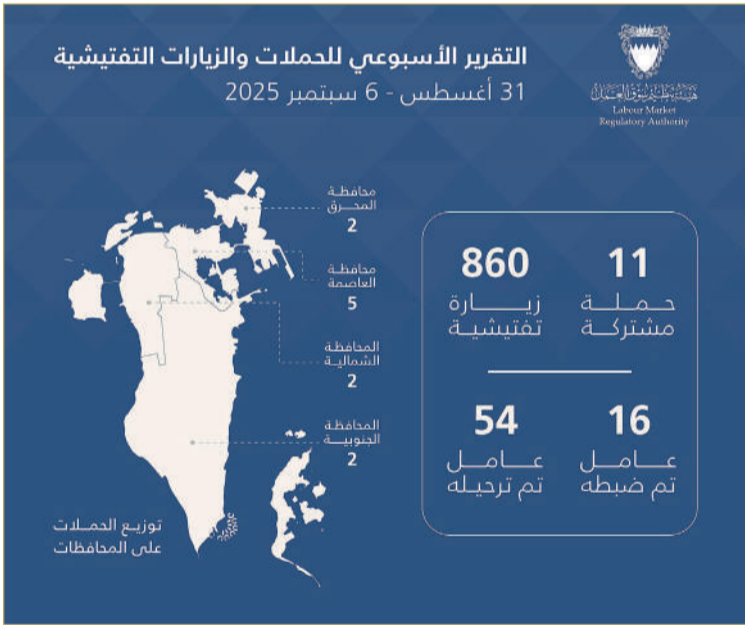 التقرير الأسبوعي للحملات والزيارات التفتيشية
31 أغسطس - 6 سبتمبر 2025
هيئة تنظيم سوق العمل
Labour Market
Regulatory Authority
11
حملة
مشتركة
860
زيارة
تفتيشية
16
عامل
تم ضبطه
54
عامل
تم ترحيله
محافظة
المحرق
2
محافظة
العاصمة
5
المحافظة
الشمالية
2
المحافظة
الجنوبية
2
توزيع الحملات
على المحافظات